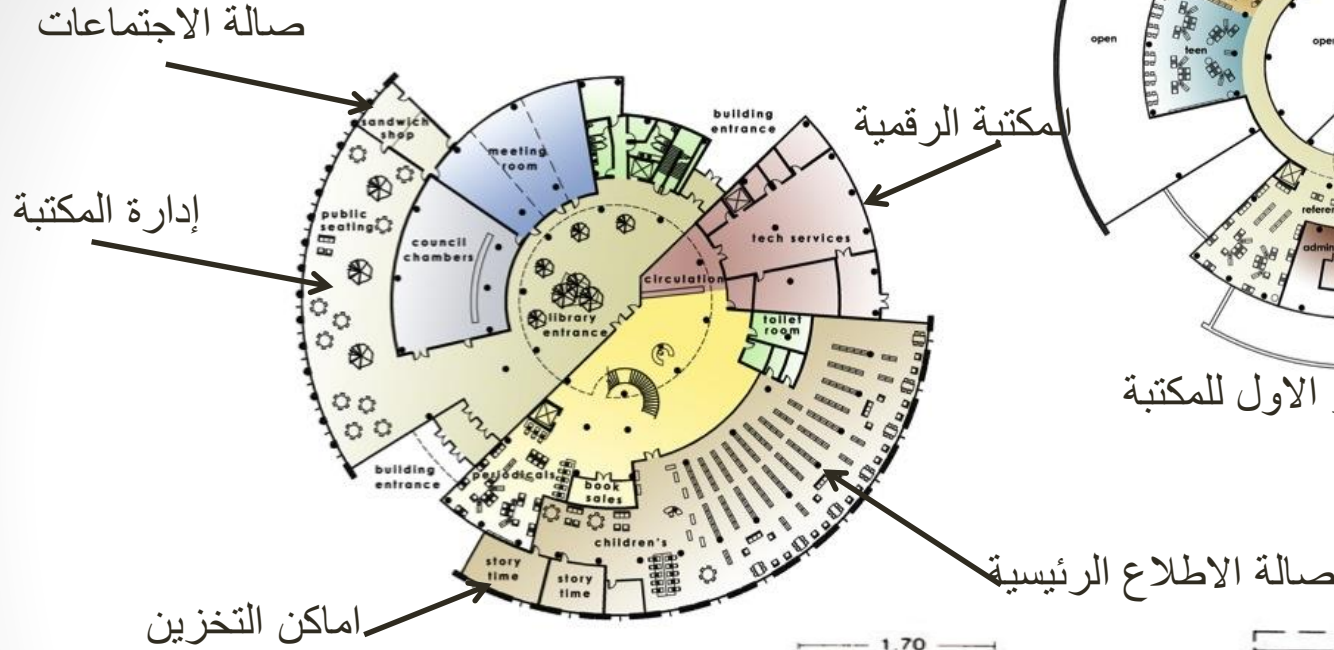 صالة الاجتماعات
sandwich
shop
meeting
room
building
entrance
المكتبة الرقمية
open
teen
إدارة المكتبة
public
seating
council
chambers
tech services
circulation
library
entrance
toilet
room
الاول للمكتبة
building
entrance
periodicals
book
sales
children's
story
time
story
time
صالة الاطلاع الرئيسية
اماكن التخزين
1.70